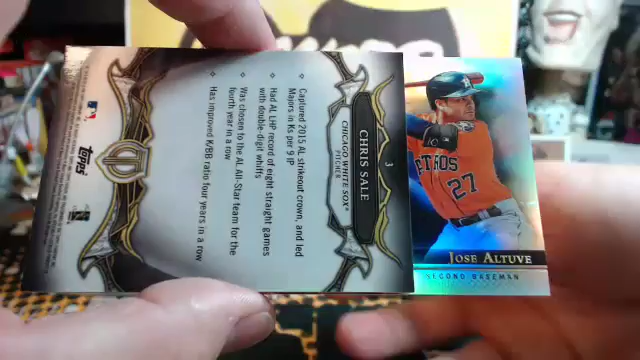 3
CHRIS SALE
CHICAGO WHITE SOX®
PITCHER
Captured 2015 AL strikeout crown, and led
Majors in Ks per 9 IP
Had AL LHP record of eight straight games
with double-digit whiffs
Was chosen to the AL All-Star team for the
fourth year in a row
Has improved K/BB ratio four years in a row
topps
TROS
27
JOSE ALTUVE
SECOND BASEMAN